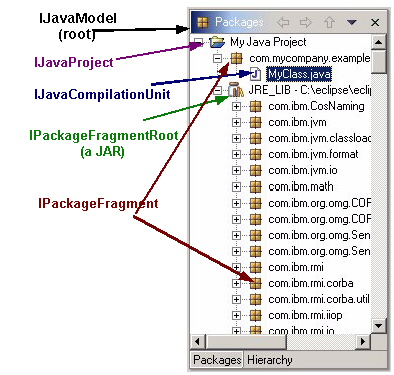 IJavaModel
(root)
IJavaProject
IJavaCompilationUnit
IPackageFragmentRoot
(a JAR)
IPackageFragment
Packages
My Java Project
com.mycompany.example
MyClass.java
JRE_LIB - C:\eclipse\eclip
com.ibm.CosNaming
com.ibm.jvm
com.ibm.jvm.classload
com.ibm.jvm.format
com.ibm.jvm.io
com.ibm.math
com.ibm.org.omg.COF
com.ibm.org.omg.COF
com.ibm.org.omg.Sen
com.ibm.org.omg.Sen
com.ibm.rmi
com.ibm.rmi.corba
com.ibm.rmi.corba.util
com.ibm.rmi.iiop
com.ibm.rmi.io
Packages Hierarchy